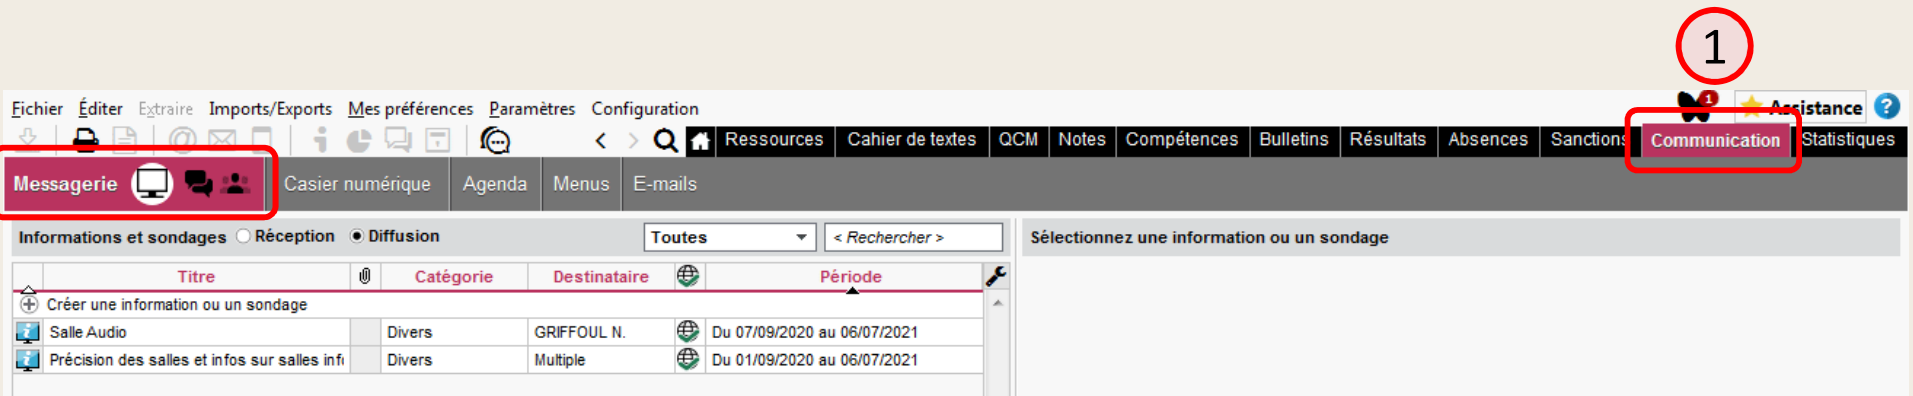 1
Fichier Éditer Extraire Imports/Exports Mes préférences Paramètres Configuration
1 Assistance ?
Ressources Cahier de textes QCM Notes Compétences Bulletins Résultats Absences Sanctions Communication Statistiques
Messagerie Casier numérique Agenda Menus E-mails
Informations et sondages Réception Diffusion Toutes < Rechercher > Sélectionnez une information ou un sondage
Titre Catégorie Destinataire Période
Créer une information ou un sondage
Salle Audio Divers GRIFFOUL N. Du 07/09/2020 au 06/07/2021
Précision des salles et infos sur salles info Divers Multiple Du 01/09/2020 au 06/07/2021